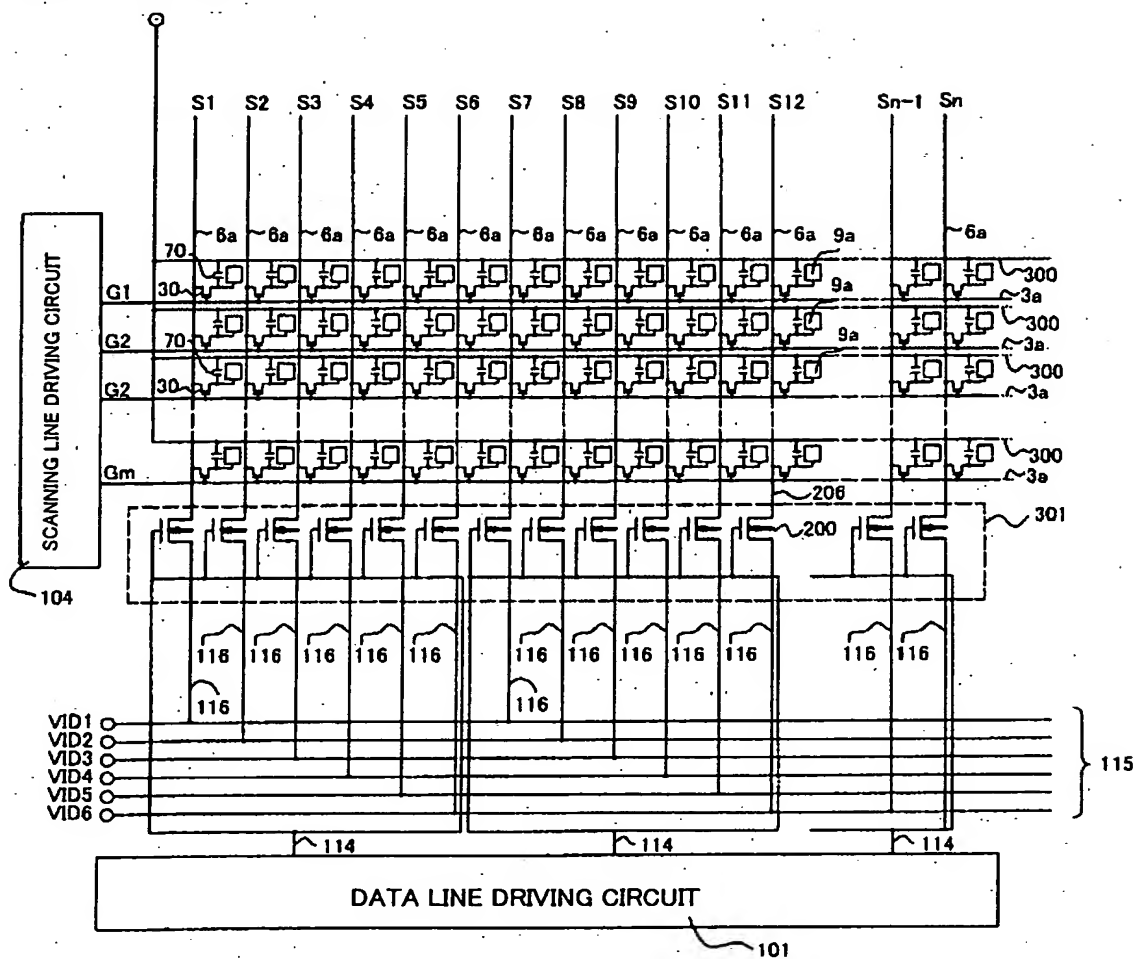 S1 S2 S3 S4 S5 S6 S7 S8 S9 S10 S11 S12 Sn-1 Sn
6a 6a 6a 6a 6a 6a 6a 6a 6a 6a 6a 6a 9a 6a
70
300
30
G1
3a
9a
300
G2
3a
70
9a
300
30
G2
3a
300
Gm
3a
206
301
200
SCANNING LINE DRIVING CIRCUIT
104
116 116 116 116 116 116 116 116 116 116 116 116
116 116
VID1
VID2
VID3
VID4
VID5
VID6
115
114 114 114
DATA LINE DRIVING CIRCUIT
101